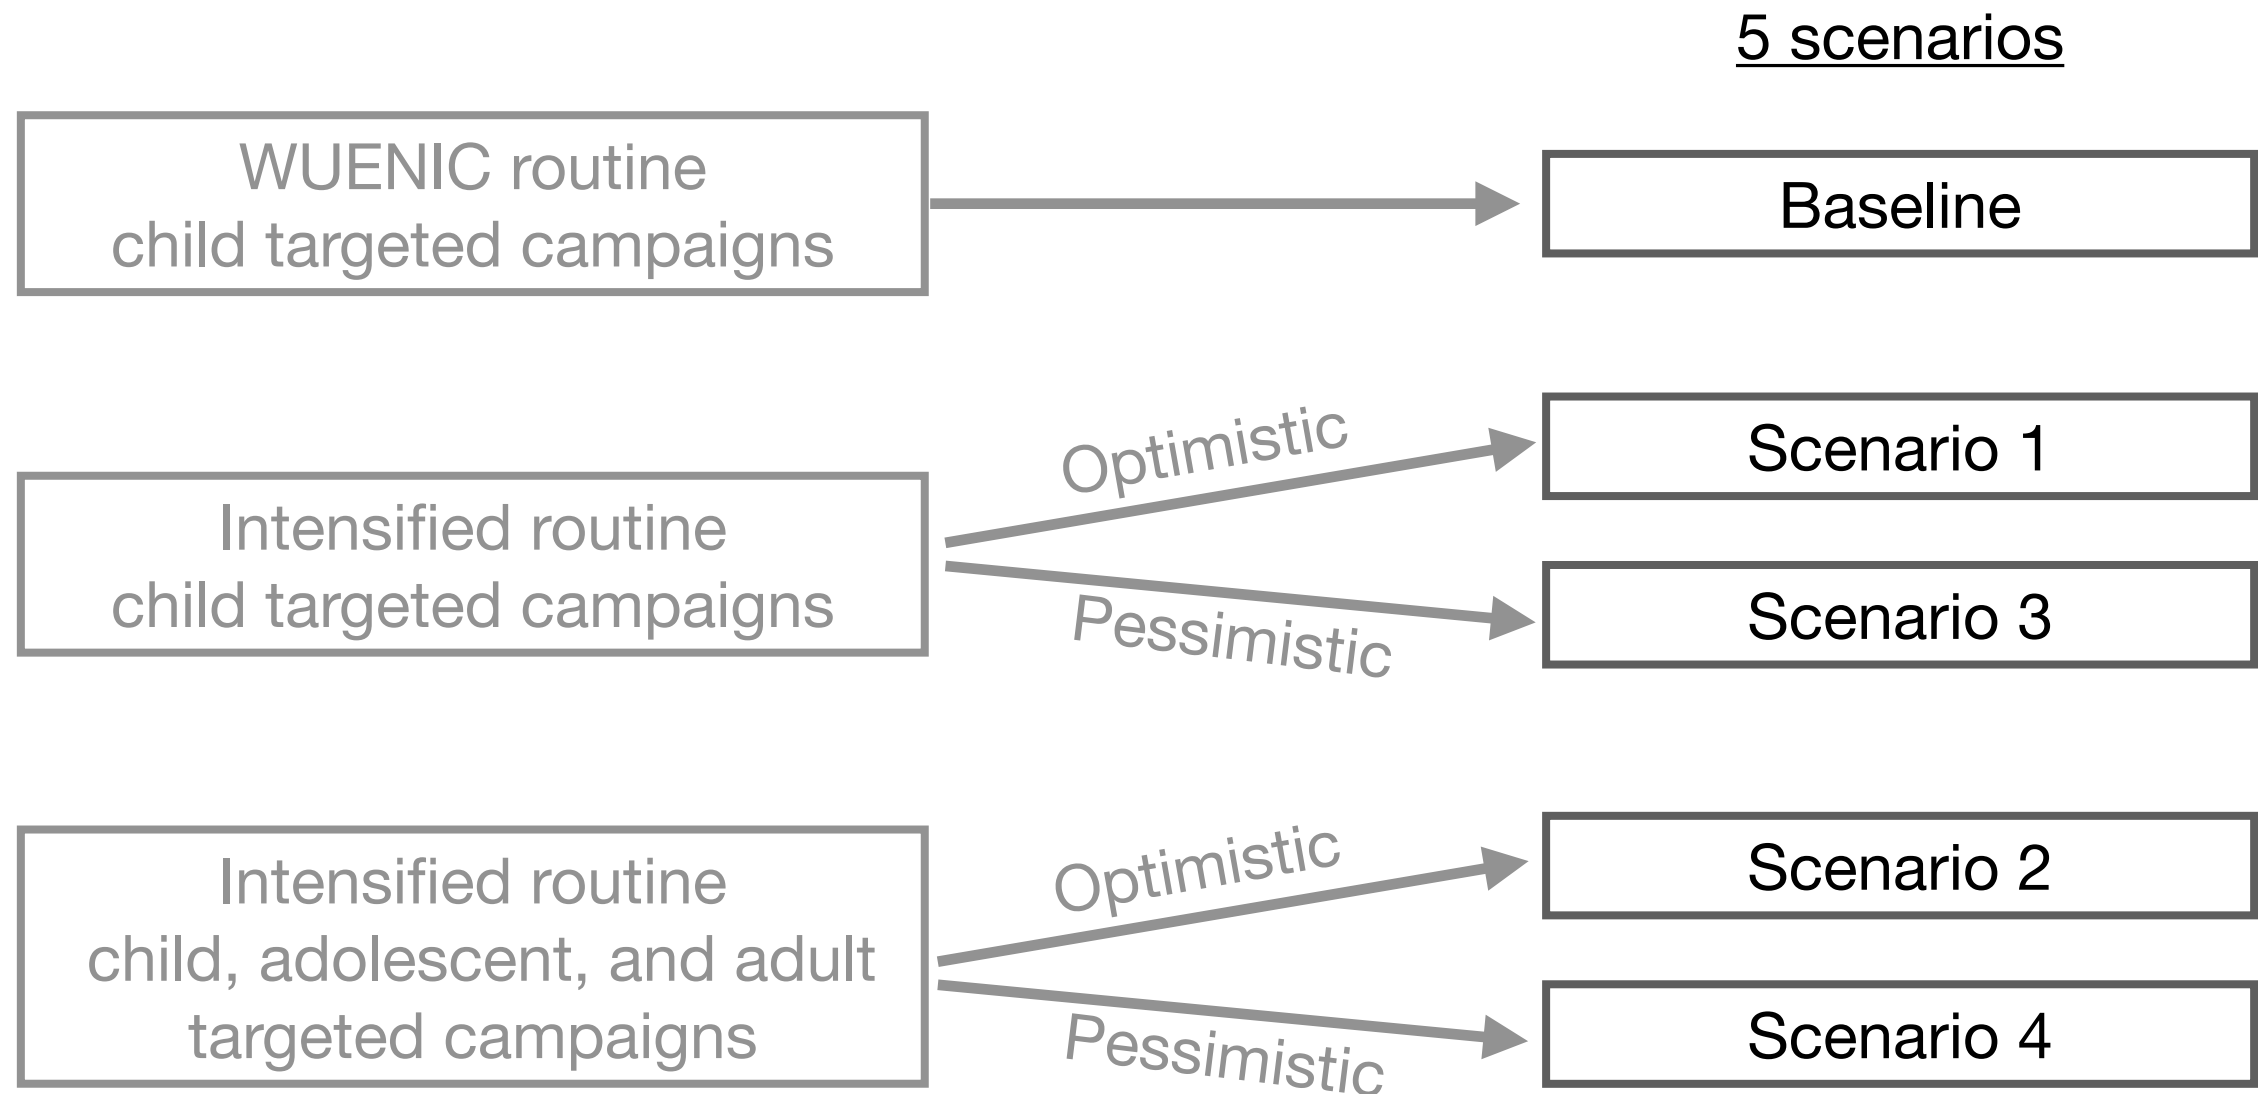 5 scenarios
WUENIC routine
child targeted campaigns
Baseline
Intensified routine
child targeted campaigns
Optimistic
Pessimistic
Scenario 1
Scenario 3
Intensified routine
child, adolescent, and adult
targeted campaigns
Optimistic
Pessimistic
Scenario 2
Scenario 4